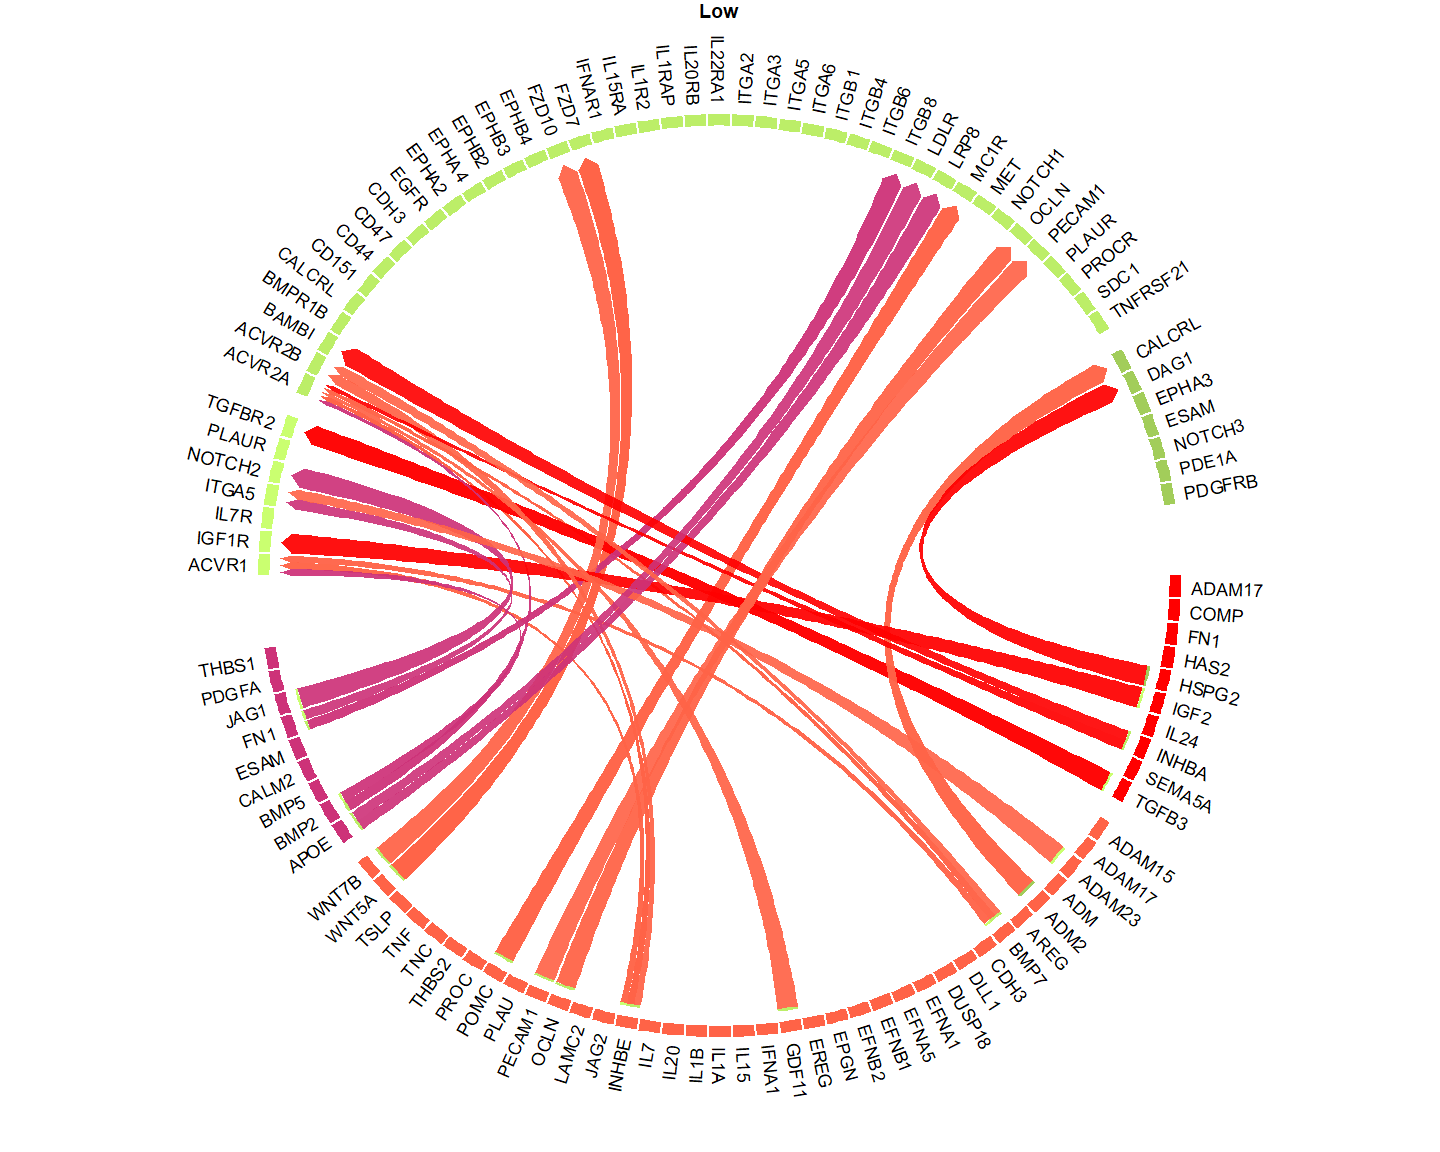 Low
ACVR2A
ACVR2B
BAMBI
BMPR1B
CALCRL
CD151
CD44
CD47
CDH3
EGFR
EPHA2
EPHA4
EPHB2
EPHB3
EPHB4
FZD10
FZD7
IFNAR1
IL15RA
IL1R2
IL1RAP
IL20RB
IL22RA1
ITGA2
ITGA3
ITGA5
ITGA6
ITGB1
ITGB4
ITGB6
ITGB8
LDLR
LRP8
MC1R
MET
NOTCH1
OCLN
PECAM1
PLAUR
PROCR
SDC1
TNFRSF21
CALCRL
DAG1
EPHA3
ESAM
NOTCH3
PDE1A
PDGFRB
ADAM17
COMP
FN1
HAS2
HSPG2
IGF2
IL24
INHBA
SEMA5A
TGFB3
ADAM15
ADAM17
ADAM23
ADM
ADM2
AREG
BMP7
CDH3
DLL1
DUSP18
EFNA1
EFNA5
EFNB1
EFNB2
EPGN
EREG
GDF11
IFNA1
IL15
IL1A
IL1B
IL20
IL7
INHBE
JAG2
LAMC2
OCLN
PECAM1
PLAU
POMC
PROC
THBS2
TNC
TNF
TSLP
WNT5A
WNT7B
APOE
BMP2
BMP5
CALM2
ESAM
FN1
JAG1
PDGFA
THBS1
ACVR1
IGF1R
IL7R
ITGA5
NOTCH2
PLAUR
TGFBR2